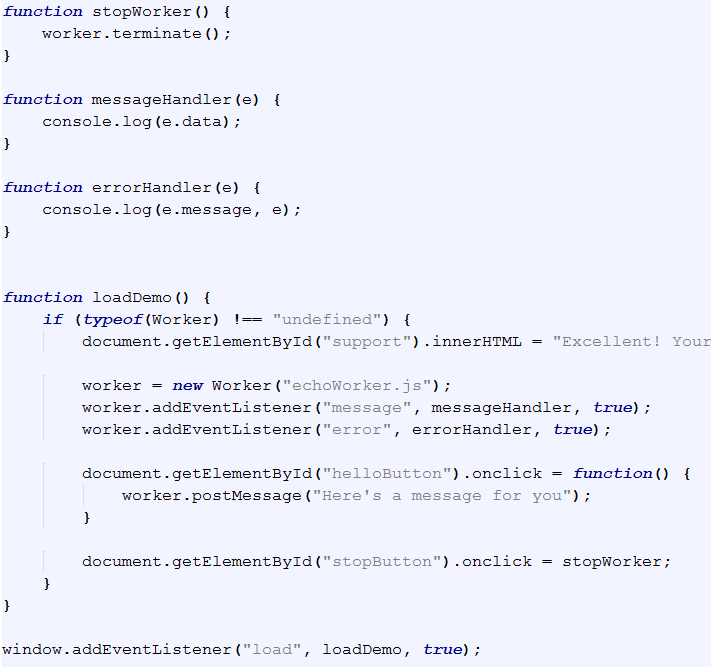 function stopWorker() {
    worker.terminate();
}

function messageHandler(e) {
    console.log(e.data);
}

function errorHandler(e) {
    console.log(e.message, e);
}


function loadDemo() {
    if (typeof(Worker) !== "undefined") {
        document.getElementById("support").innerHTML = "Excellent! Your

        worker = new Worker("echoWorker.js");
        worker.addEventListener("message", messageHandler, true);
        worker.addEventListener("error", errorHandler, true);

        document.getElementById("helloButton").onclick = function() {
            worker.postMessage("Here's a message for you");
        }

        document.getElementById("stopButton").onclick = stopWorker;
    }
}

window.addEventListener("load", loadDemo, true);